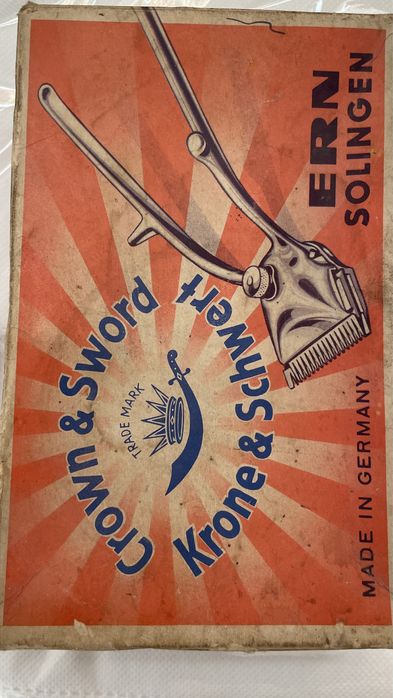 ERN
SOLINGEN
Crown & Sword
TRADE MARK
Krone & Schwert
MADE IN GERMANY